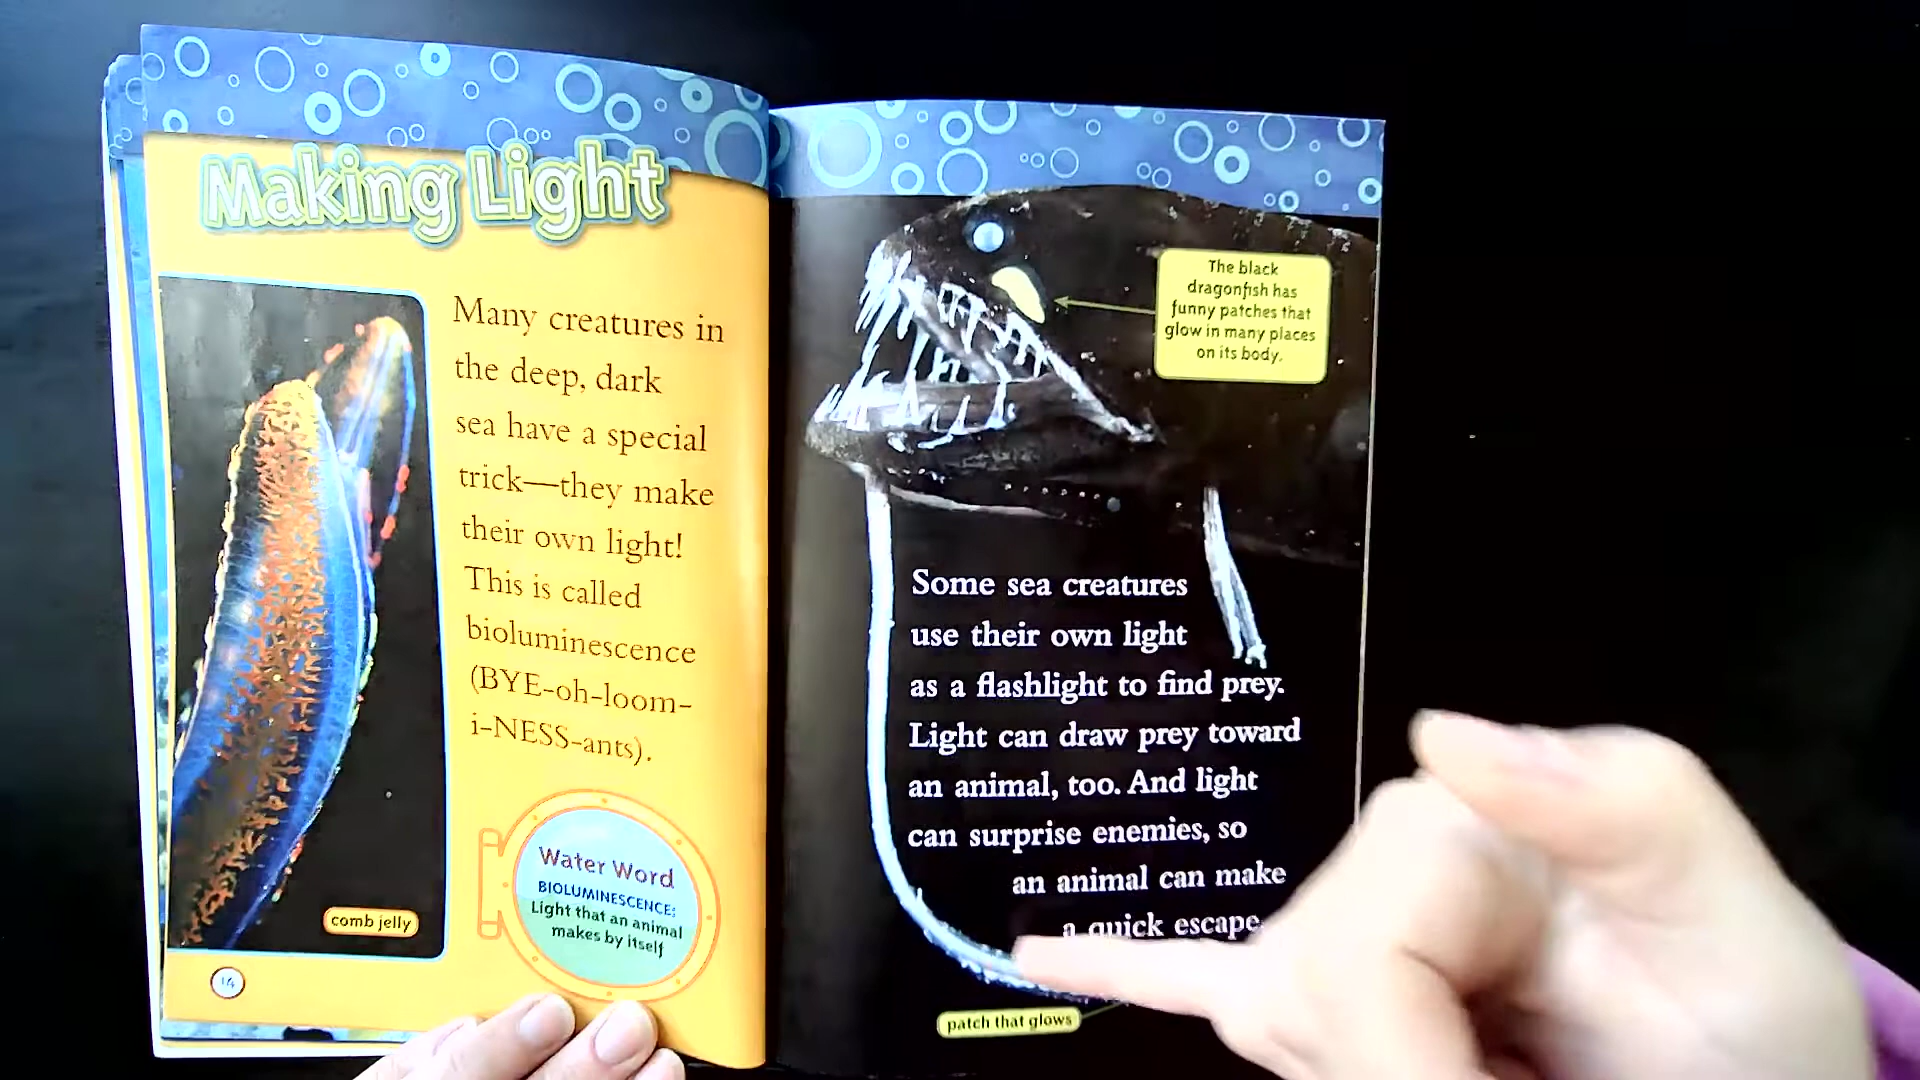 Making Light
Many creatures in
the deep, dark
sea have a special
trick—they make
their own light!
This is called
bioluminescence
(BYE-oh-loom-
i-NESS-ants).
comb jelly
Water Word
BIOLUMINESCENCE:
Light that an animal
makes by itself
14
The black
dragonfish has
funny patches that
glow in many places
on its body.
Some sea creatures
use their own light
as a flashlight to find prey.
Light can draw prey toward
an animal, too. And light
can surprise enemies, so
an animal can make
a quick escape.
patch that glows